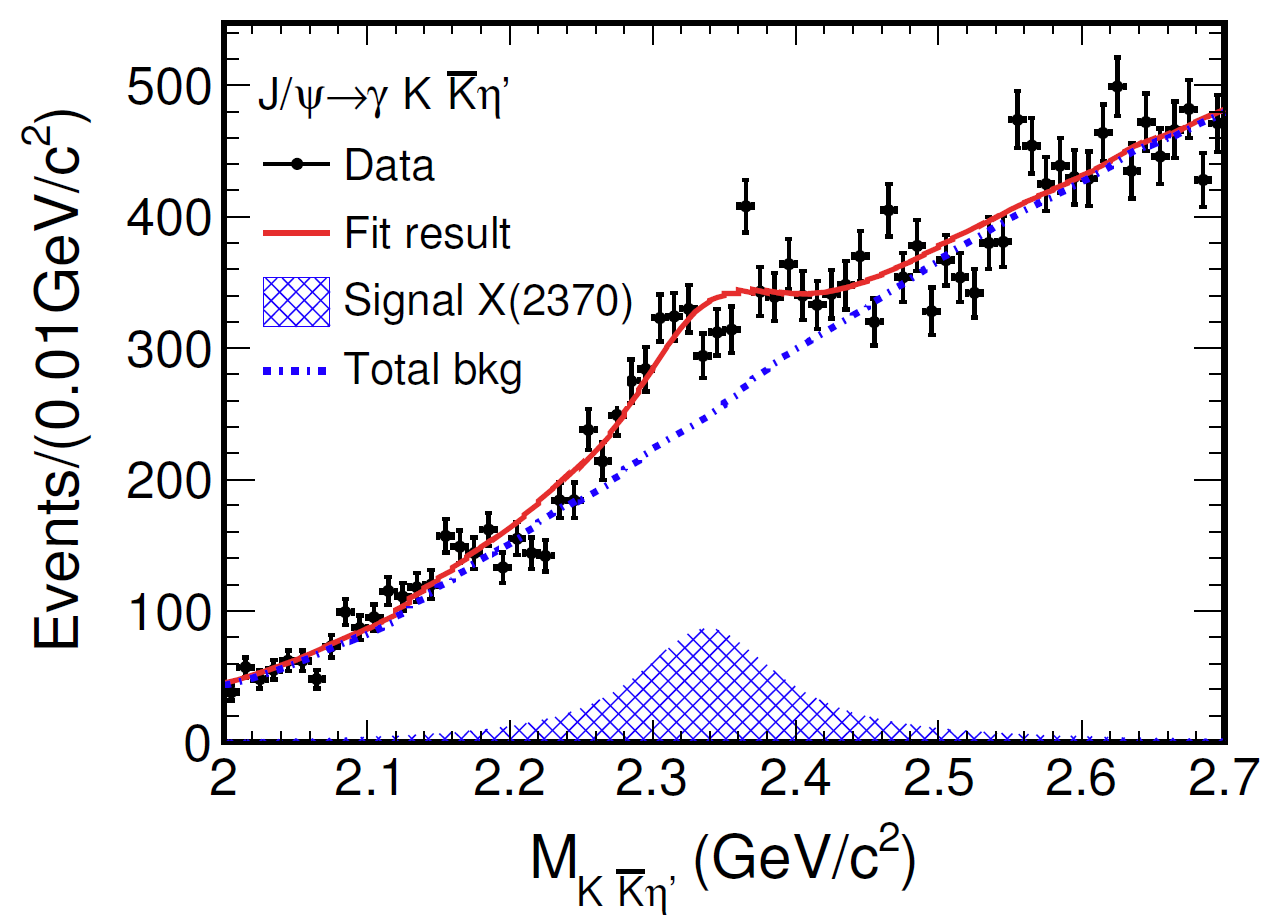 J/ψ→γ K K̅η'
Data
Fit result
Signal X(2370)
Total bkg
Events/(0.01GeV/c²)
500
400
300
200
100
0
2 2.1 2.2 2.3 2.4 2.5 2.6 2.7
M_{K K̅η'} (GeV/c²)